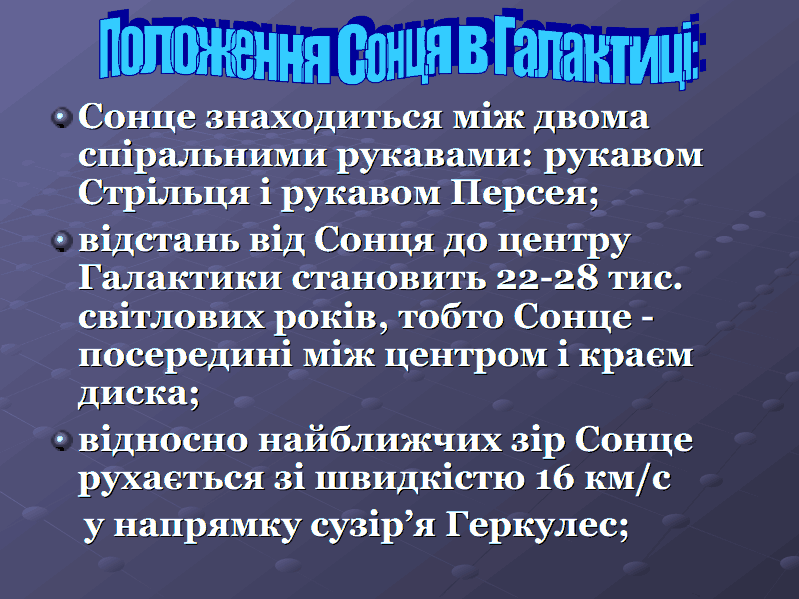 Положення Сонця в Галактиці:
Сонце знаходиться між двома
спіральними рукавами: рукавом
Стрільця і рукавом Персея;
відстань від Сонця до центру
Галактики становить 22-28 тис.
світлових років, тобто Сонце -
посередині між центром і краєм
диска;
відносно найближчих зір Сонце
рухається зі швидкістю 16 км/с
у напрямку сузір’я Геркулес;